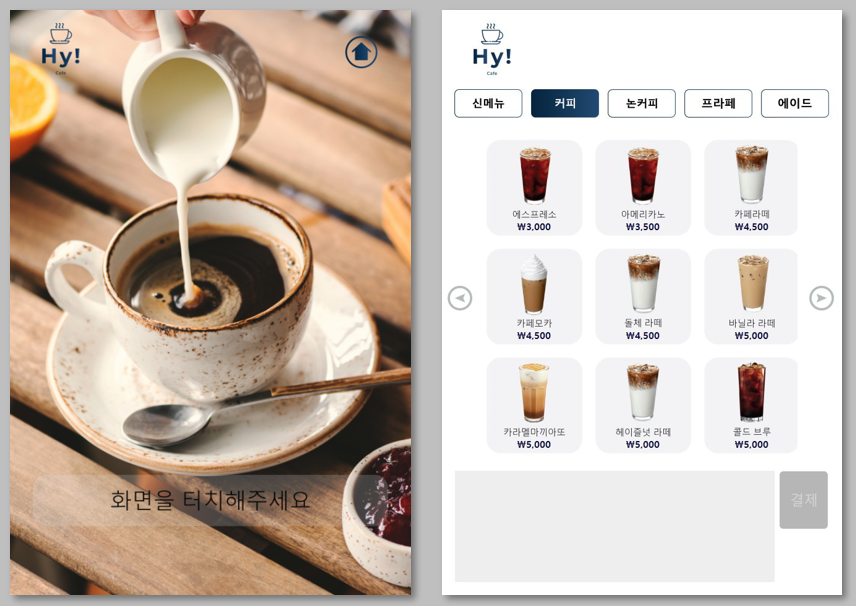 Hy!
Cafe
화면을 터치해주세요
Hy!
Cafe
신메뉴 커피 논커피 프라페 에이드
에스프레소 아메리카노 카페라떼
₩3,000 ₩3,500 ₩4,500
카페모카 돌체 라떼 바닐라 라떼
₩4,500 ₩4,500 ₩5,000
카라멜마끼아또 헤이즐넛 라떼 콜드 브루
₩5,000 ₩5,000 ₩5,000
결제